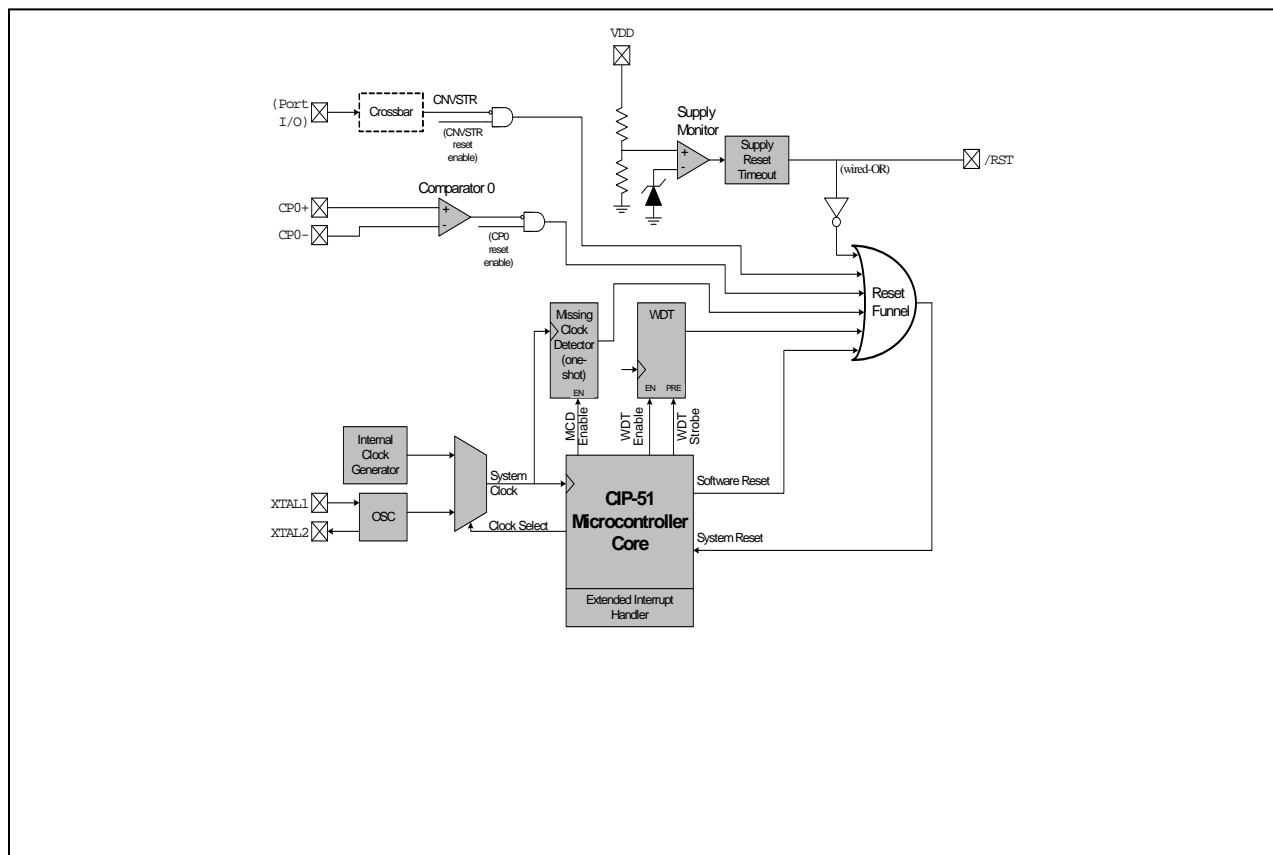 VDD
(Port
I/O)
Crossbar
CNVSTR
(CNVSTR
reset
enable)
Supply
Monitor
+
-
Supply
Reset
Timeout
(wired-OR)
/RST
Comparator 0
CP0+
CP0-
+
-
(CP0
reset
enable)
Reset
Funnel
Missing
Clock
Detector
(one-
shot)
EN
WDT
EN PRE
MCD
Enable
WDT
Enable
WDT
Strobe
Internal
Clock
Generator
System
Clock
XTAL1
XTAL2
OSC
Clock Select
CIP-51
Microcontroller
Core
Software Reset
System Reset
Extended Interrupt
Handler